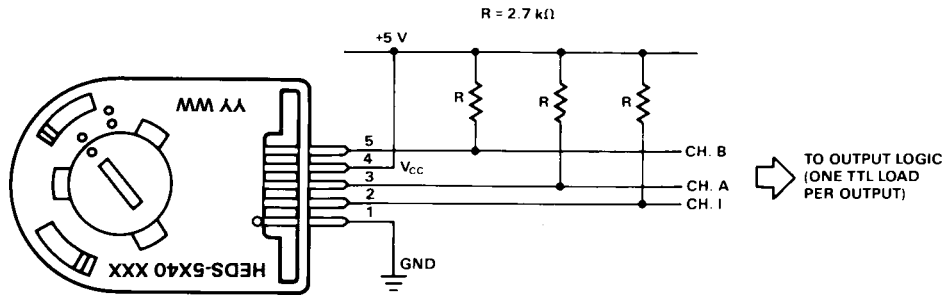 R = 2.7 kΩ
+5 V
YY WW
R
R
R
5
4
VCC
3
2
1
CH. B
CH. A
CH. I
TO OUTPUT LOGIC
(ONE TTL LOAD
PER OUTPUT)
HEDS-5X40 XXX
GND